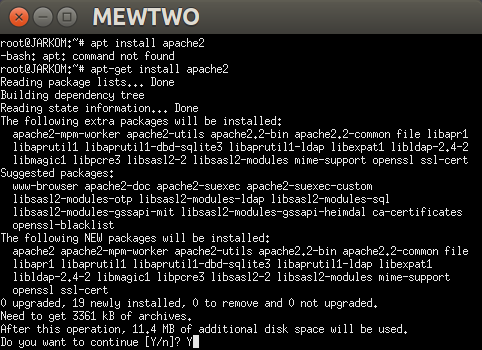 MEWTWO
root@JARKOM:~# apt install apache2
-bash: apt: command not found
root@JARKOM:~# apt-get install apache2
Reading package lists... Done
Building dependency tree
Reading state information... Done
The following extra packages will be installed:
  apache2-mpm-worker apache2-utils apache2.2-bin apache2.2-common file libapr1
  libaprutil1 libaprutil1-dbd-sqlite3 libaprutil1-ldap libexpat1 libldap-2.4-2
  libmagic1 libpcre3 libsasl2-2 libsasl2-modules mime-support openssl ssl-cert
Suggested packages:
  www-browser apache2-doc apache2-suexec apache2-suexec-custom
  libsasl2-modules-otp libsasl2-modules-ldap libsasl2-modules-sql
  libsasl2-modules-gssapi-mit libsasl2-modules-gssapi-heimdal ca-certificates
  openssl-blacklist
The following NEW packages will be installed:
  apache2 apache2-mpm-worker apache2-utils apache2.2-bin apache2.2-common file
  libapr1 libaprutil1 libaprutil1-dbd-sqlite3 libaprutil1-ldap libexpat1
  libldap-2.4-2 libmagic1 libpcre3 libsasl2-2 libsasl2-modules mime-support
  openssl ssl-cert
0 upgraded, 19 newly installed, 0 to remove and 0 not upgraded.
Need to get 3361 kB of archives.
After this operation, 11.4 MB of additional disk space will be used.
Do you want to continue [Y/n]? Y